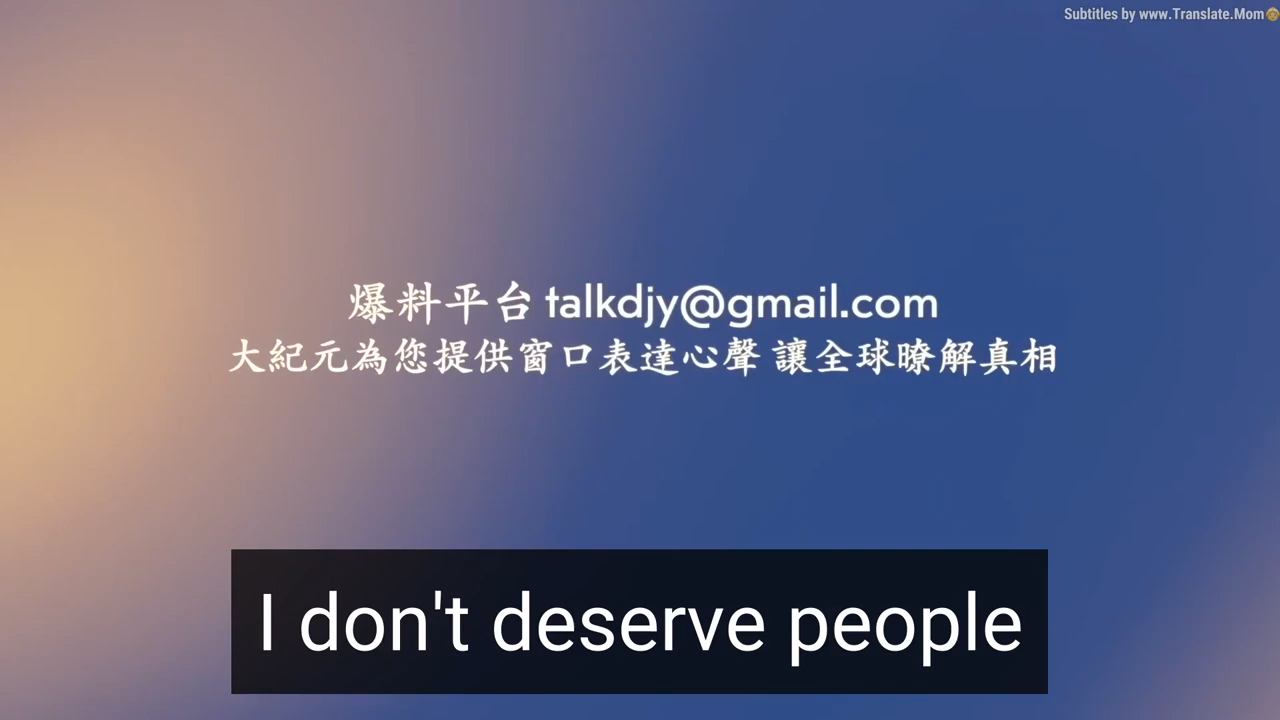 Subtitles by www.Translate.Mom
爆料平台 talkdjy@gmail.com
大紀元為您提供窗口表達心聲 讓全球暸解真相
I don't deserve people